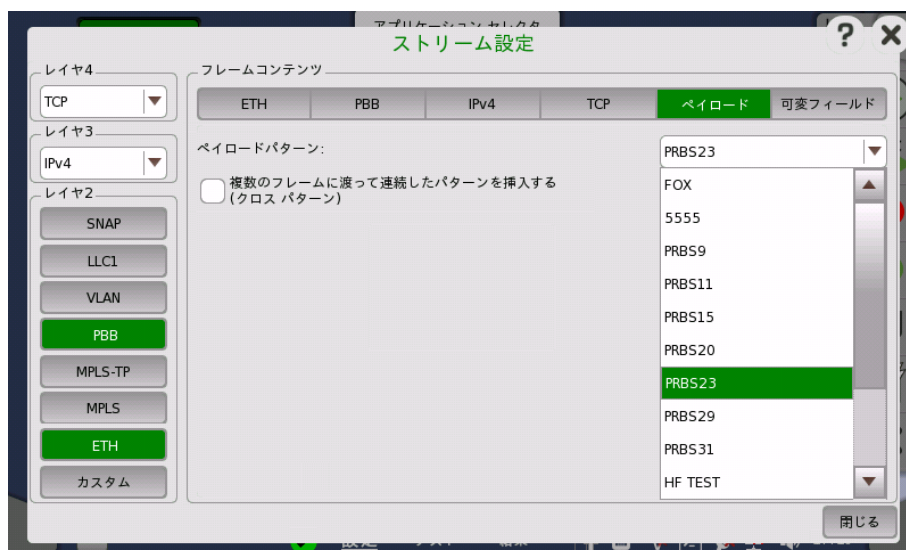 アプリケーション セレクタ
ストリーム設定
? ×
レイヤ4
TCP
レイヤ3
IPv4
レイヤ2
SNAP
LLC1
VLAN
PBB
MPLS-TP
MPLS
ETH
カスタム
フレームコンテンツ
ETH PBB IPv4 TCP ペイロード 可変フィールド
ペイロードパターン:
PRBS23
複数のフレームに渡って連続したパターンを挿入する
(クロス パターン)
FOX
5555
PRBS9
PRBS11
PRBS15
PRBS20
PRBS23
PRBS29
PRBS31
HF TEST
閉じる